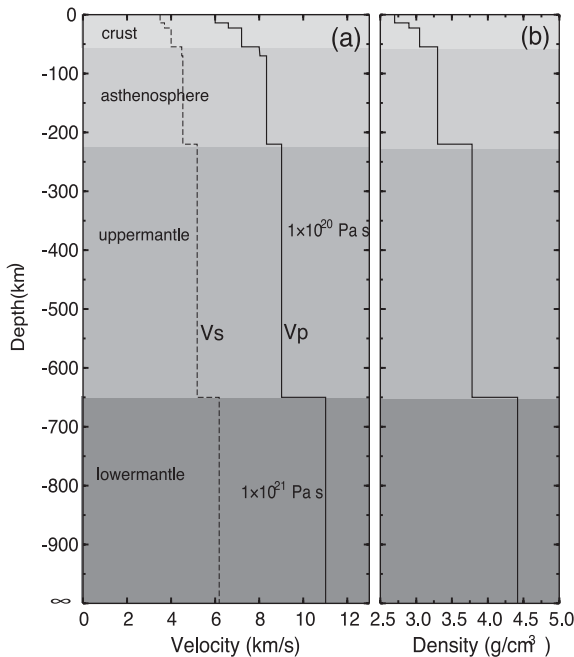 0
-100
-200
-300
-400
-500
-600
-700
-800
-900
∞
Depth(km)
(a)
crust
asthenosphere
uppermantle
1×10²⁰ Pa s
Vs
Vp
lowermantle
1×10²¹ Pa s
0 2 4 6 8 10 12
Velocity (km/s)
(b)
2.5 3.0 3.5 4.0 4.5 5.0
Density (g/cm³)